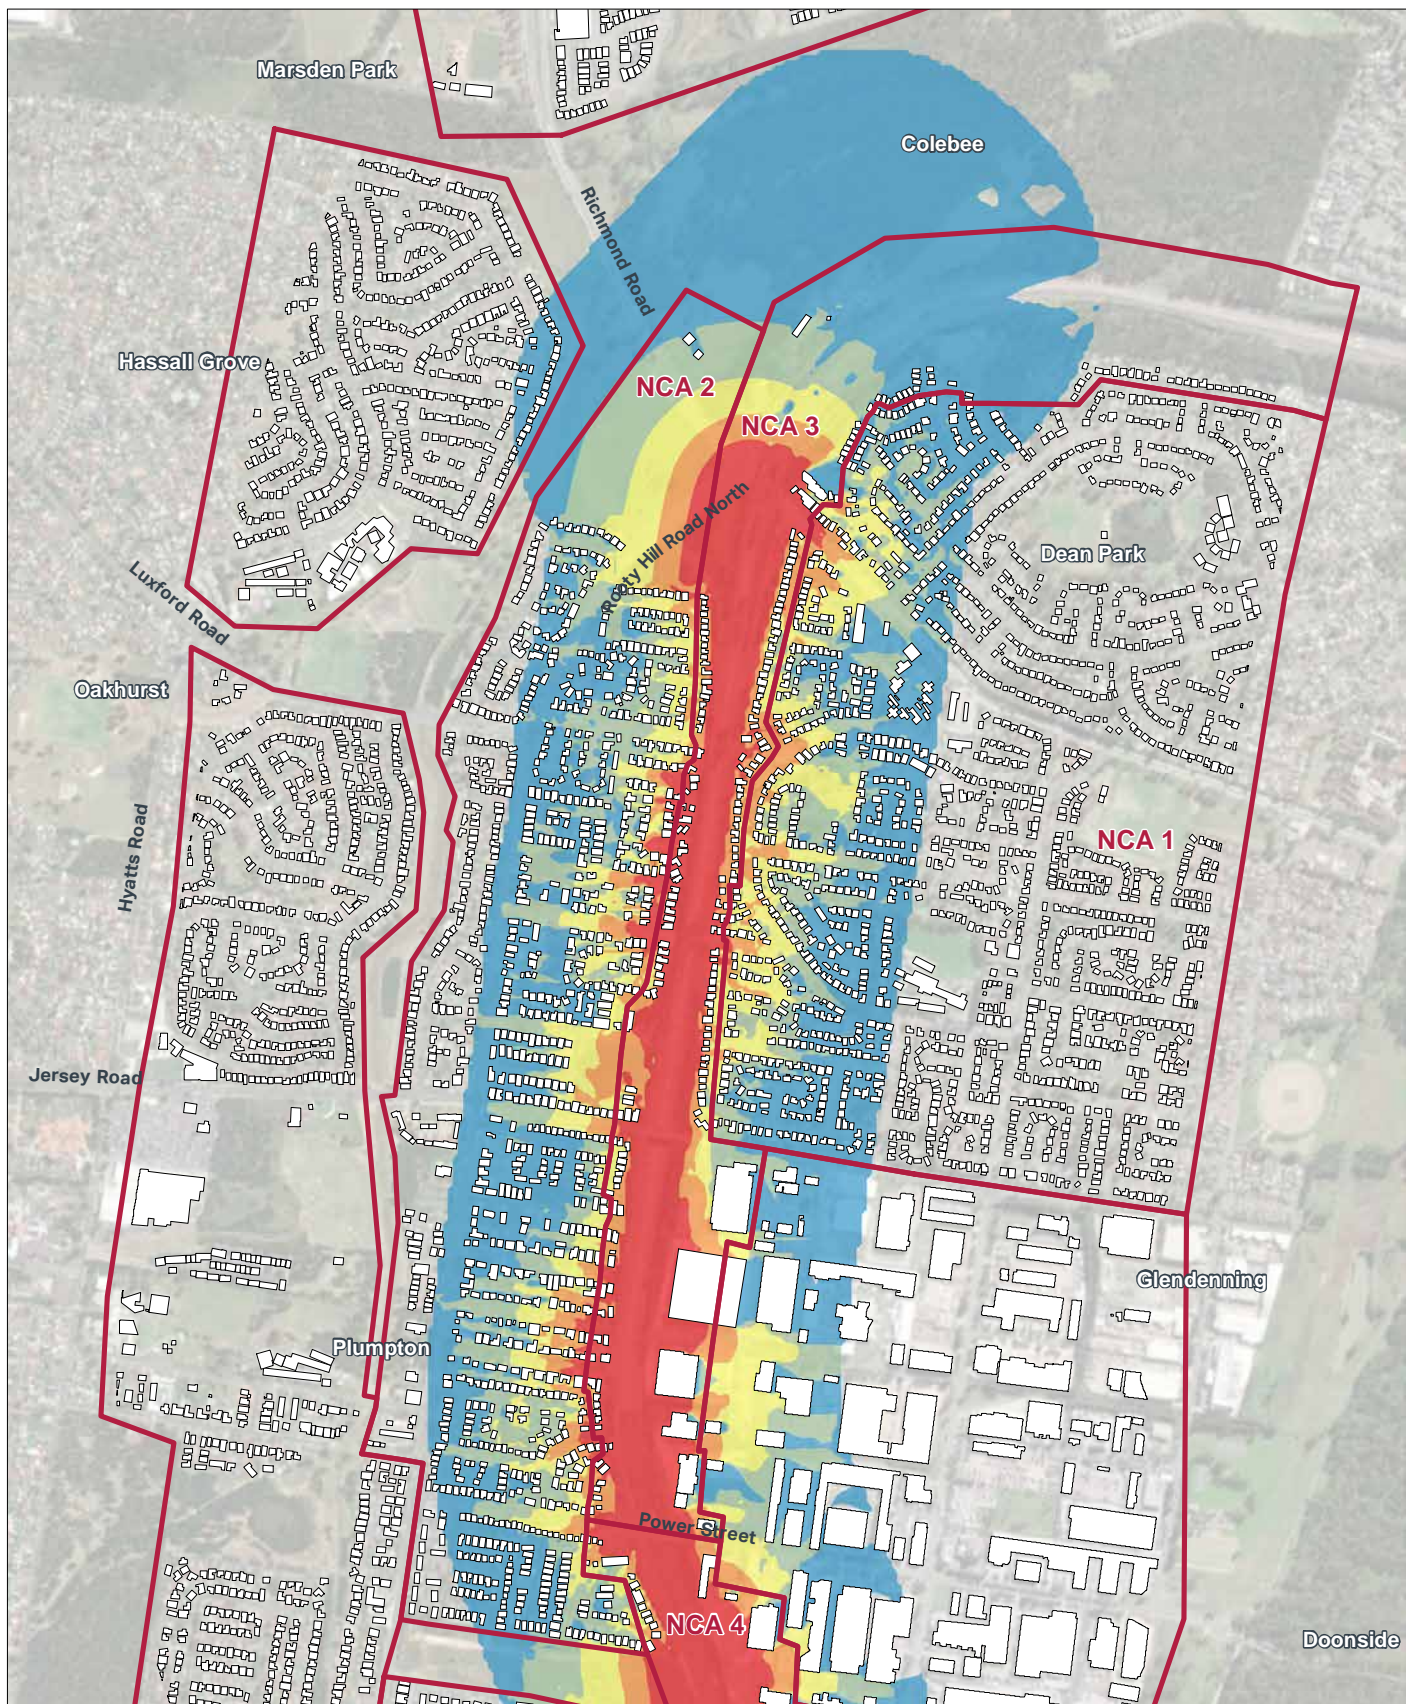 Marsden Park
Colebee
Richmond Road
Hassall Grove
NCA 2
NCA 3
Rooty Hill Road North
Dean Park
Luxford Road
Oakhurst
Hyatts Road
NCA 1
Jersey Road
Glendenning
Plumpton
Power Street
NCA 4
Doonside